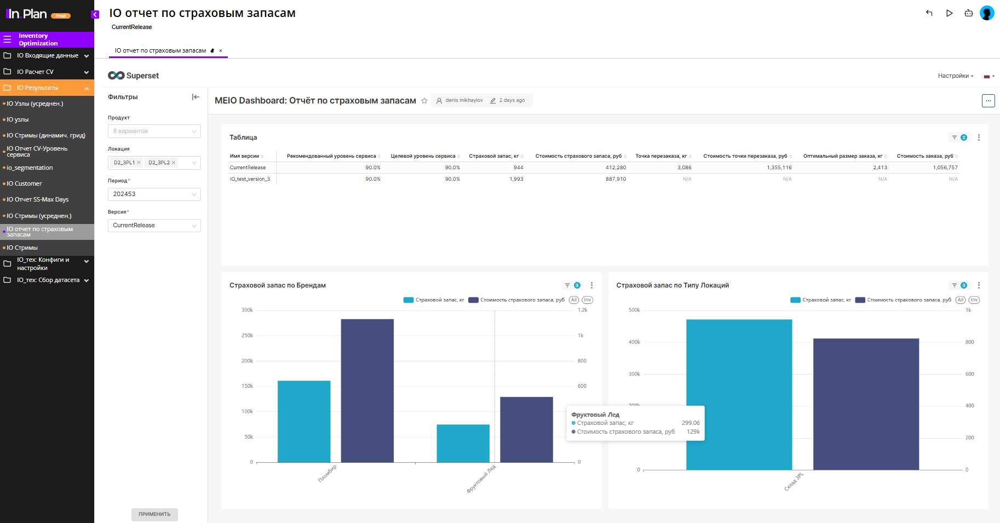 In.Plan Prod
Inventory
Optimization
IO Входящие данные
IO Расчет CV
IO Результаты
IO Узлы (усреднен.)
IO узлы
IO Стримы (динамич. грид)
IO Отчет CV-Уровень
сервиса
io_segmentation
IO Customer
IO Отчет SS-Max Days
IO Стримы (усреднен.)
IO отчет по страховым
запасам
IO Стримы
IO_тех: Конфиги и
настройки
IO_тех: Сбор датасета
IO отчет по страховым запасам
CurrentRelease
IO отчет по страховым запасам
Superset
Настройки
Фильтры
Продукт
8 вариантов
Локация
D2_3PL1 D2_3PL2
Период*
202453
Версия*
CurrentRelease
ПРИМЕНИТЬ
MEIO Dashboard: Отчёт по страховым запасам denis mikhaylov 2 days ago
Таблица 2
Имя версии Рекомендованный уровень сервиса Целевой уровень сервиса Страховой запас, кг Стоимость страхового запаса, руб Точка перезаказа, кг Стоимость точки перезаказа, руб Оптимальный размер заказа, кг Стоимость заказа, руб
CurrentRelease 90.0% 90.0% 944 412,280 3,086 1,355,116 2,413 1,056,757
IO_test_version_3 90.0% 90.0% 1,993 887,910 N/A N/A N/A N/A
Страховой запас по Брендам 3
Страховой запас, кг Стоимость страхового запаса, руб All Inv
300k 1.2k
250k 1k
200k 800
150k 600
100k
50k
0 0
Пломбир
Фруктовый Лед
Фруктовый Лед
Страховой запас, кг 299.06
Стоимость страхового запаса, руб 129k
Страховой запас по Типу Локаций 3
Страховой запас, кг Стоимость страхового запаса, руб All Inv
500k 1k
400k 800
300k 600
200k 400
200
0 0
Склад 3PL